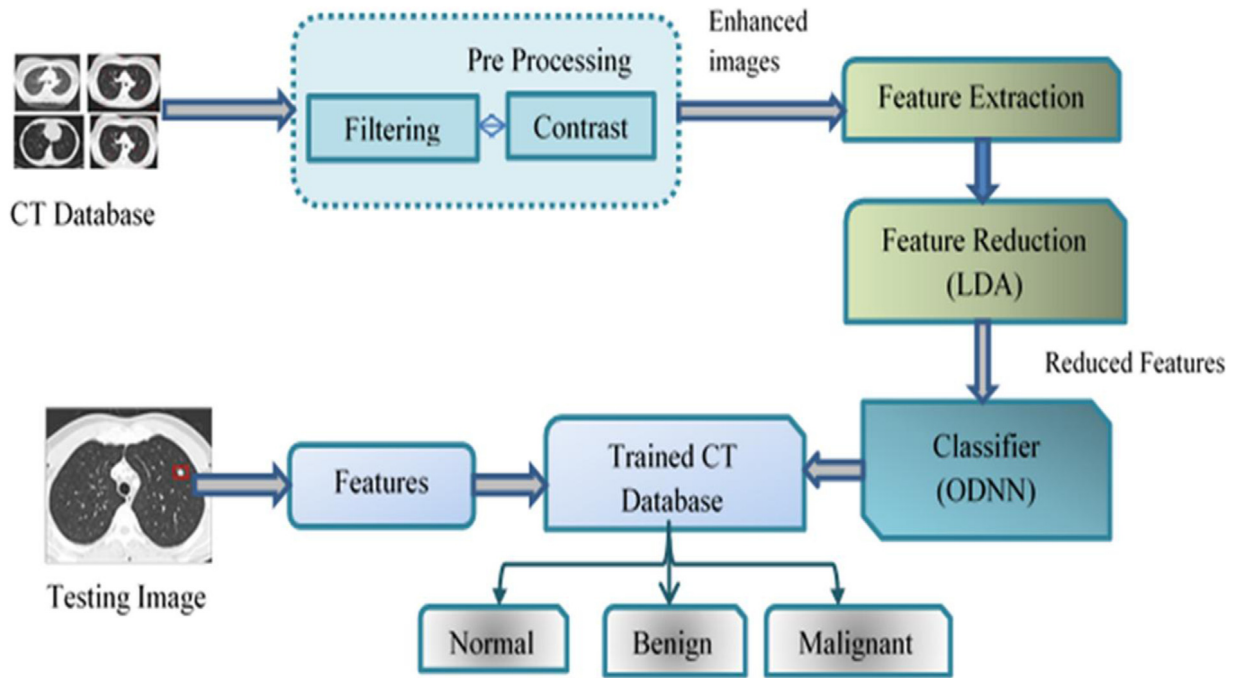 Enhanced
images
Pre Processing
Filtering
Contrast
Feature Extraction
CT Database
Feature Reduction
(LDA)
Reduced Features
Classifier
(ODNN)
Trained CT
Database
Features
Testing Image
Normal
Benign
Malignant